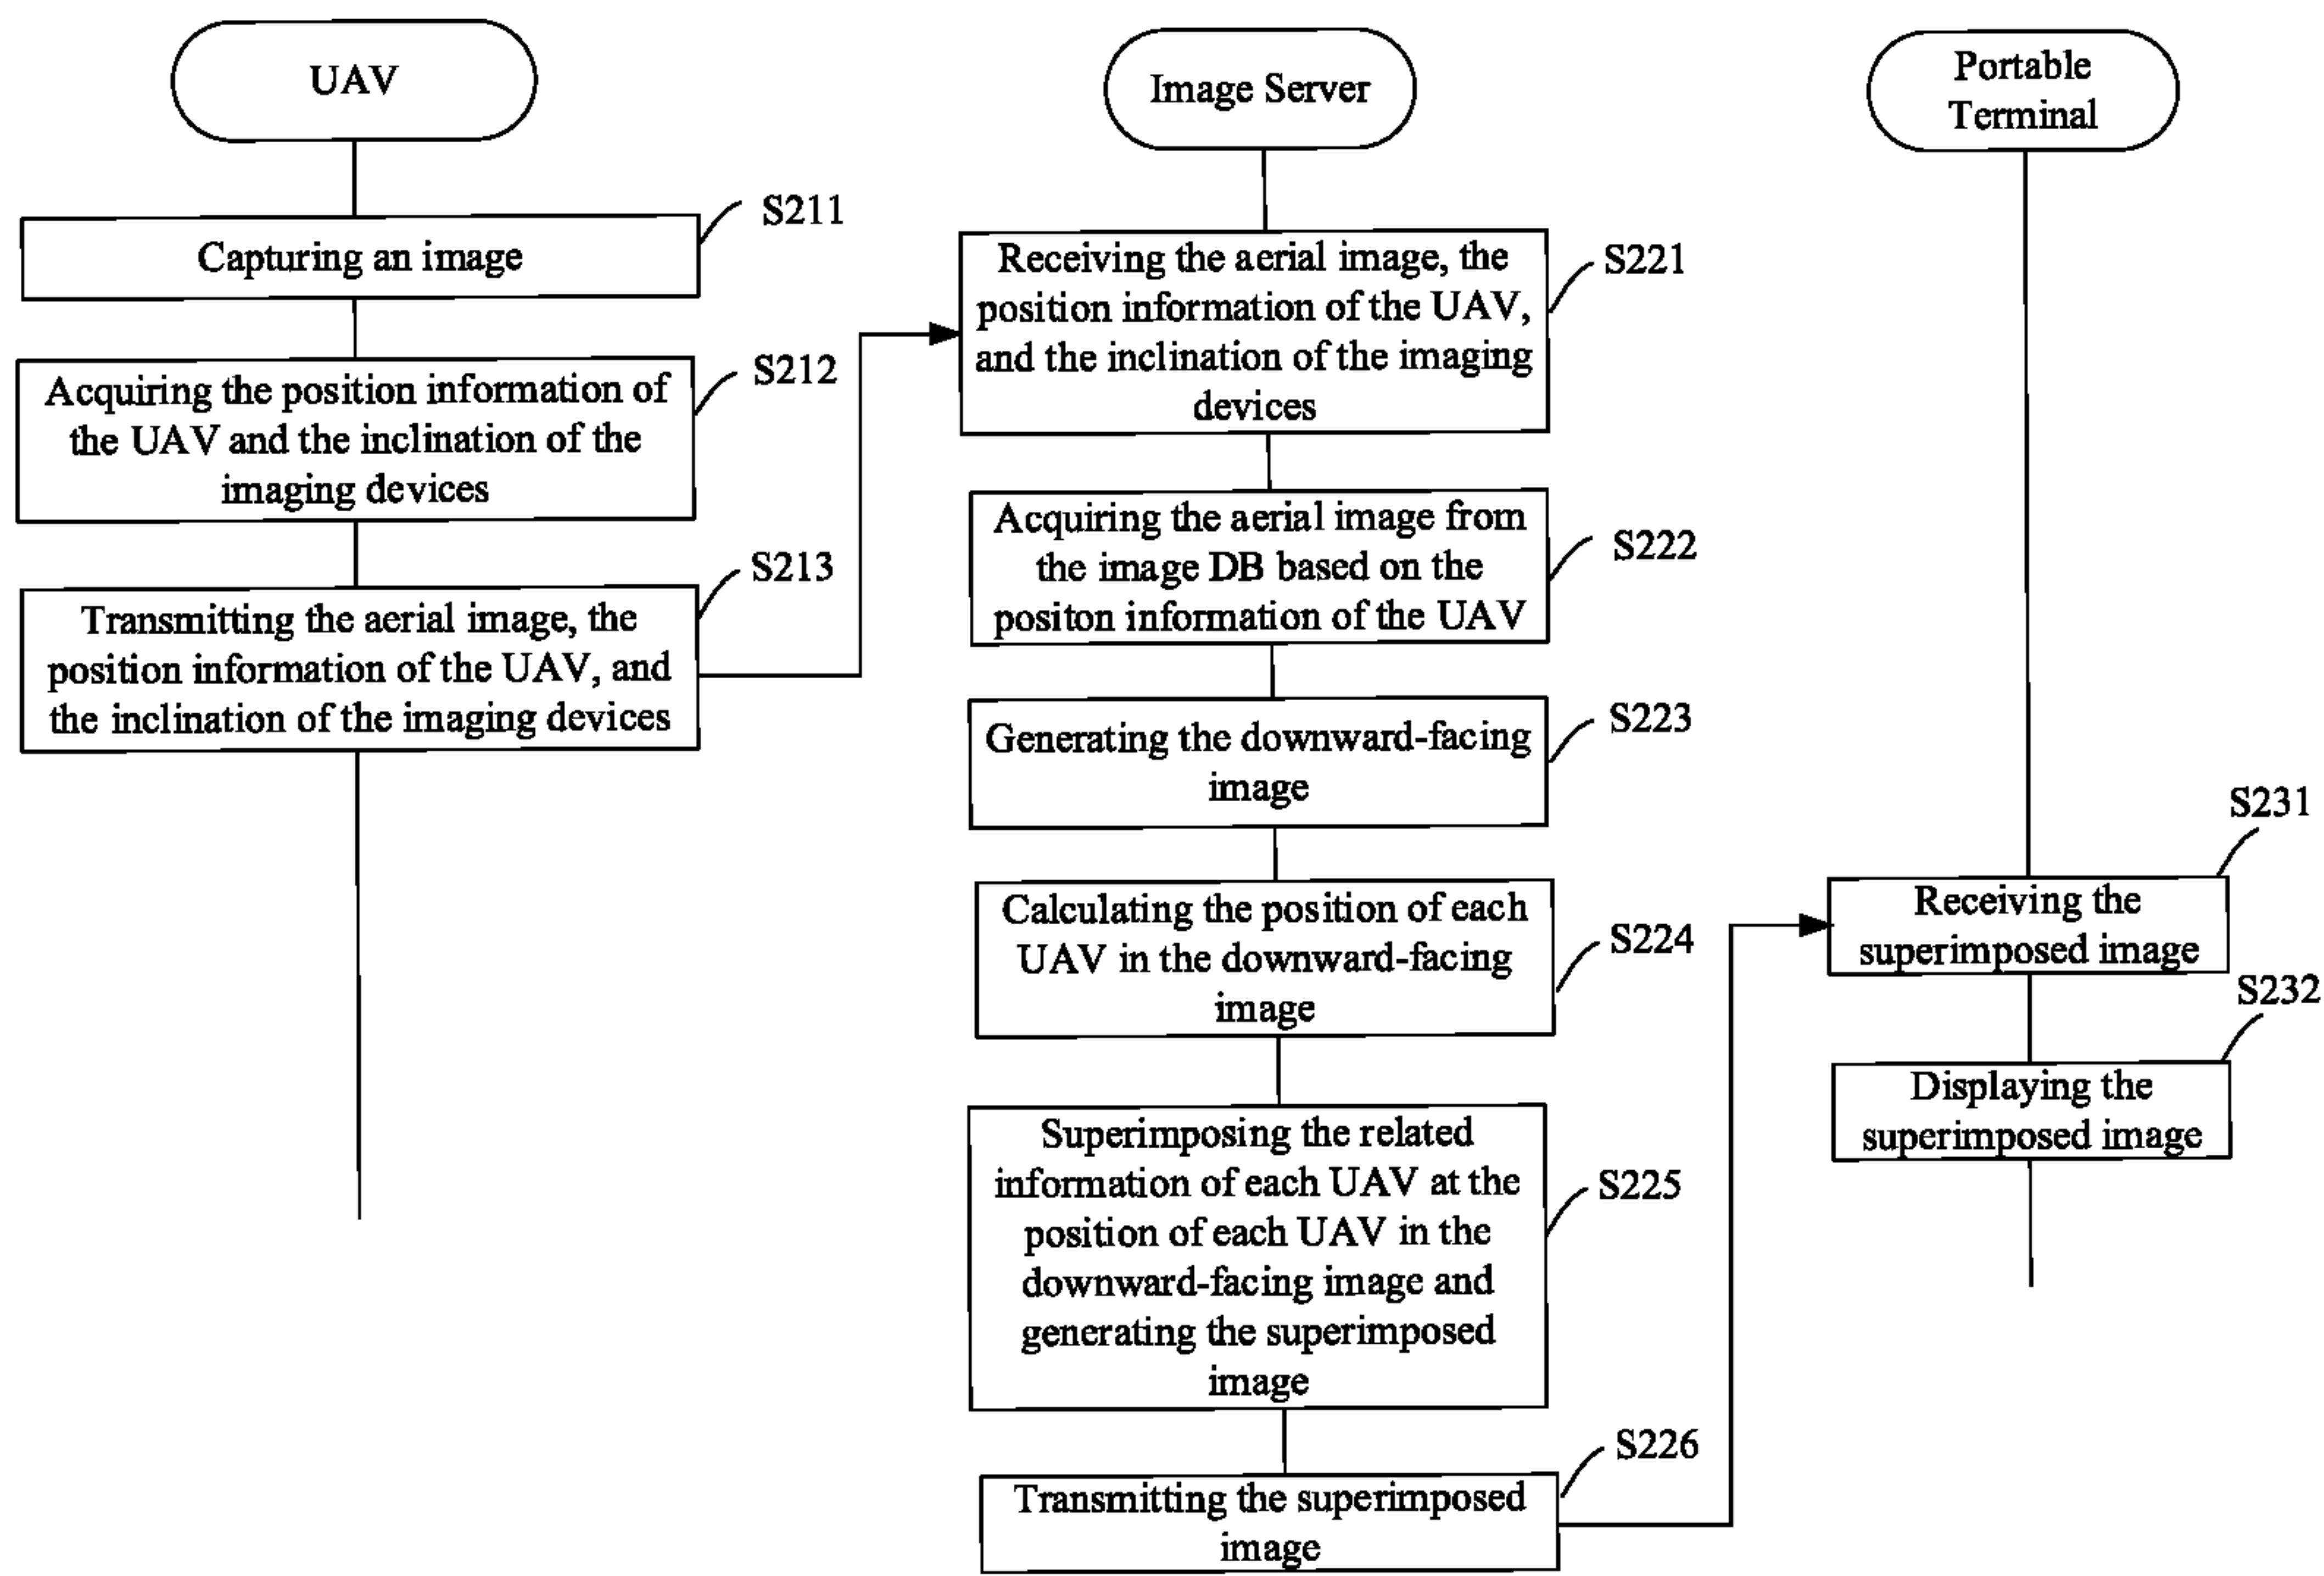 UAV
S211
Capturing an image
S212
Acquiring the position information of
the UAV and the inclination of the
imaging devices
S213
Transmitting the aerial image, the
position information of the UAV, and
the inclination of the imaging devices
Image Server
S221
Receiving the aerial image, the
position information of the UAV,
and the inclination of the imaging
devices
S222
Acquiring the aerial image from
the image DB based on the
positon information of the UAV
S223
Generating the downward-facing
image
S224
Calculating the position of each
UAV in the downward-facing
image
S225
Superimposing the related
information of each UAV at the
position of each UAV in the
downward-facing image and
generating the superimposed
image
S226
Transmitting the superimposed
image
Portable
Terminal
S231
Receiving the
superimposed image
S232
Displaying the
superimposed image